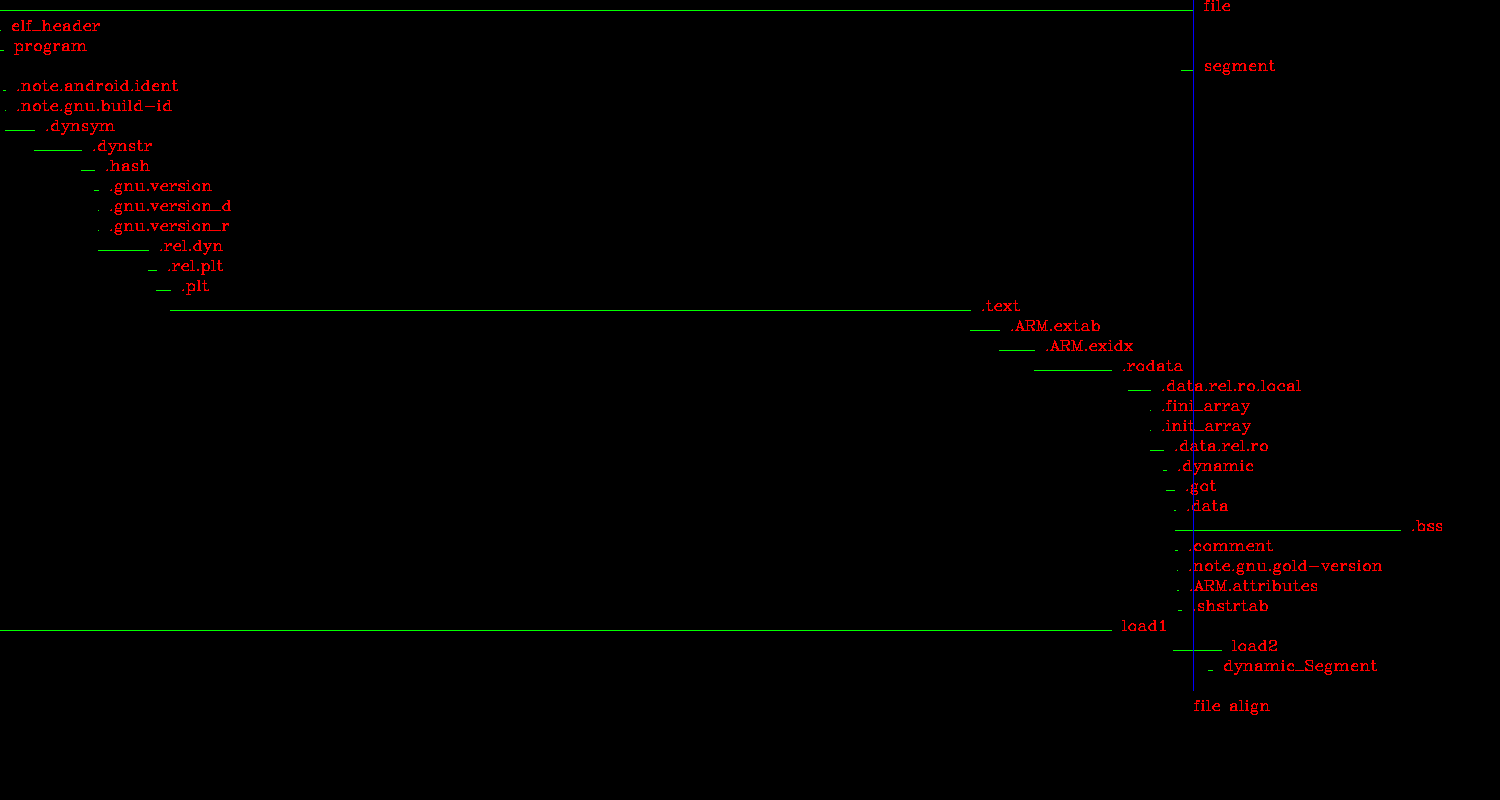 file
elf_header
program
segment
.note.android.ident
.note.gnu.build-id
.dynsym
.dynstr
.hash
.gnu.version
.gnu.version_d
.gnu.version_r
.rel.dyn
.rel.plt
.plt
.text
.ARM.extab
.ARM.exidx
.rodata
.data.rel.ro.local
.fini_array
.init_array
.data.rel.ro
.dynamic
.got
.data
.bss
.comment
.note.gnu.gold-version
.ARM.attributes
.shstrtab
load1
load2
dynamic_Segment
file align